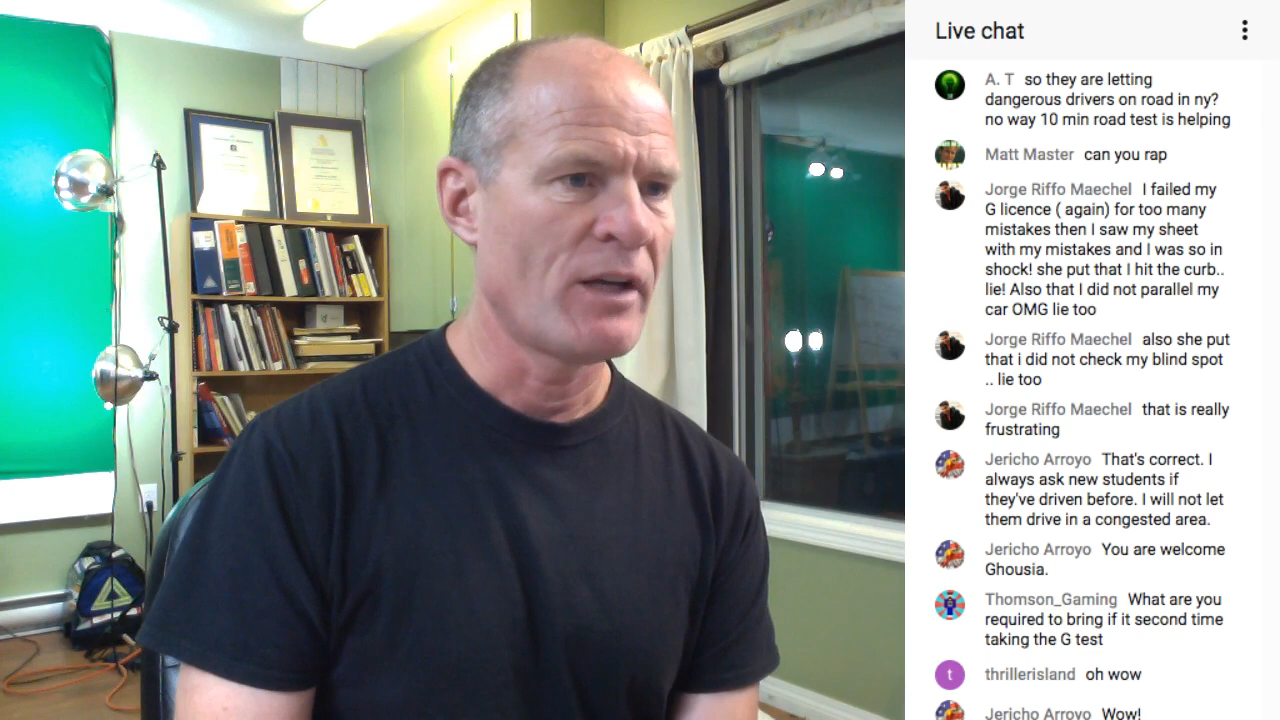 Live chat
A. T so they are letting
dangerous drivers on road in ny?
no way 10 min road test is helping
Matt Master can you rap
Jorge Riffo Maechel I failed my
G licence ( again) for too many
mistakes then I saw my sheet
with my mistakes and I was so in
shock! she put that I hit the curb..
lie! Also that I did not parallel my
car OMG lie too
Jorge Riffo Maechel also she put
that i did not check my blind spot
.. lie too
Jorge Riffo Maechel that is really
frustrating
Jericho Arroyo That's correct. I
always ask new students if
they've driven before. I will not let
them drive in a congested area.
Jericho Arroyo You are welcome
Ghousia.
Thomson_Gaming What are you
required to bring if it second time
taking the G test
t thrillerisland oh wow
Jericho Arroyo Wow!